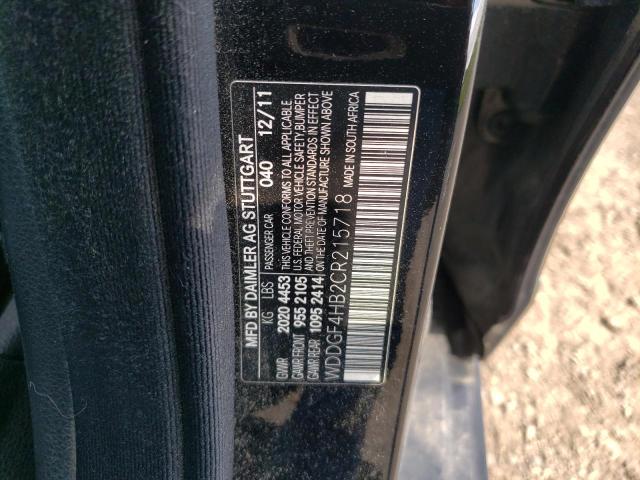 MFD BY DAIMLER AG STUTTGART
KG LBS PASSENGER CAR 040 12/11
GVWR 2020 4453 THIS VEHICLE CONFORMS TO ALL APPLICABLE
GAWR FRONT 955 2105 U.S. FEDERAL MOTOR VEHICLE SAFETY, BUMPER
GAWR REAR 1095 2414 AND THEFT PREVENTION STANDARDS IN EFFECT
ON THE DATE OF MANUFACTURE SHOWN ABOVE
WDDGF4HB2CR215718
MADE IN SOUTH AFRICA